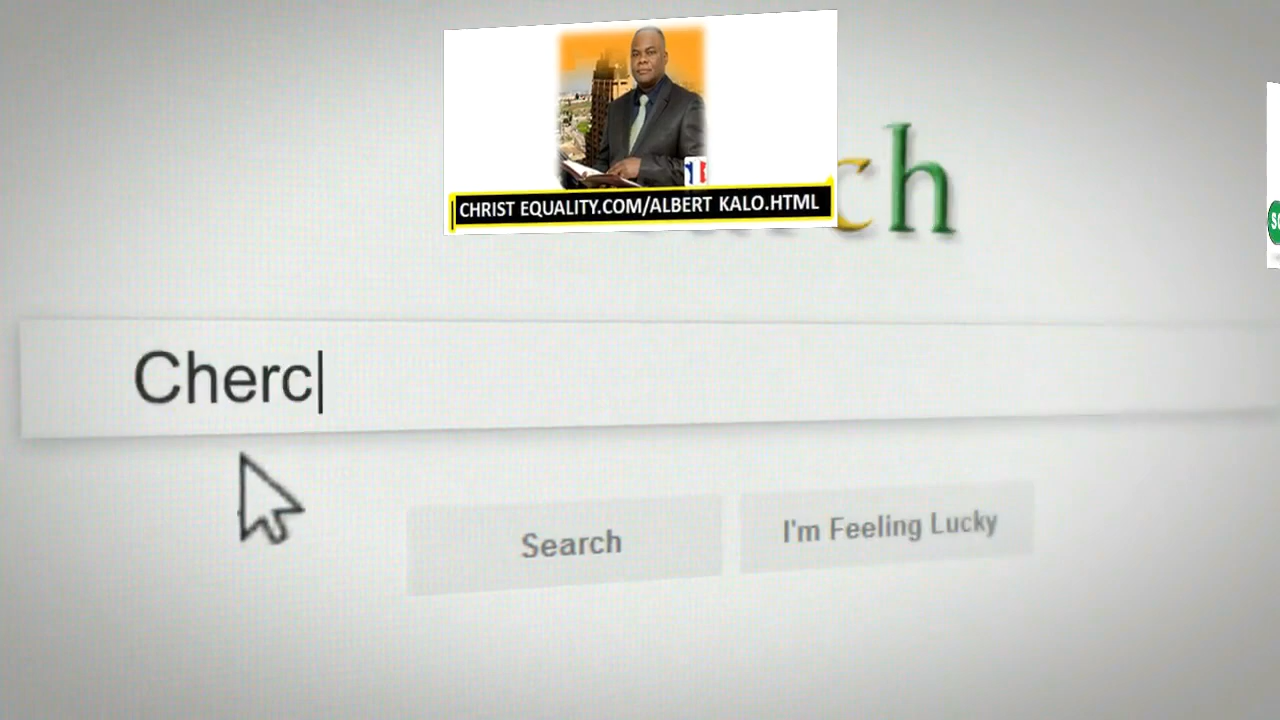 CHRIST EQUALITY.COM/ALBERT KALO.HTML
ch
Cherc
Search
I'm Feeling Lucky